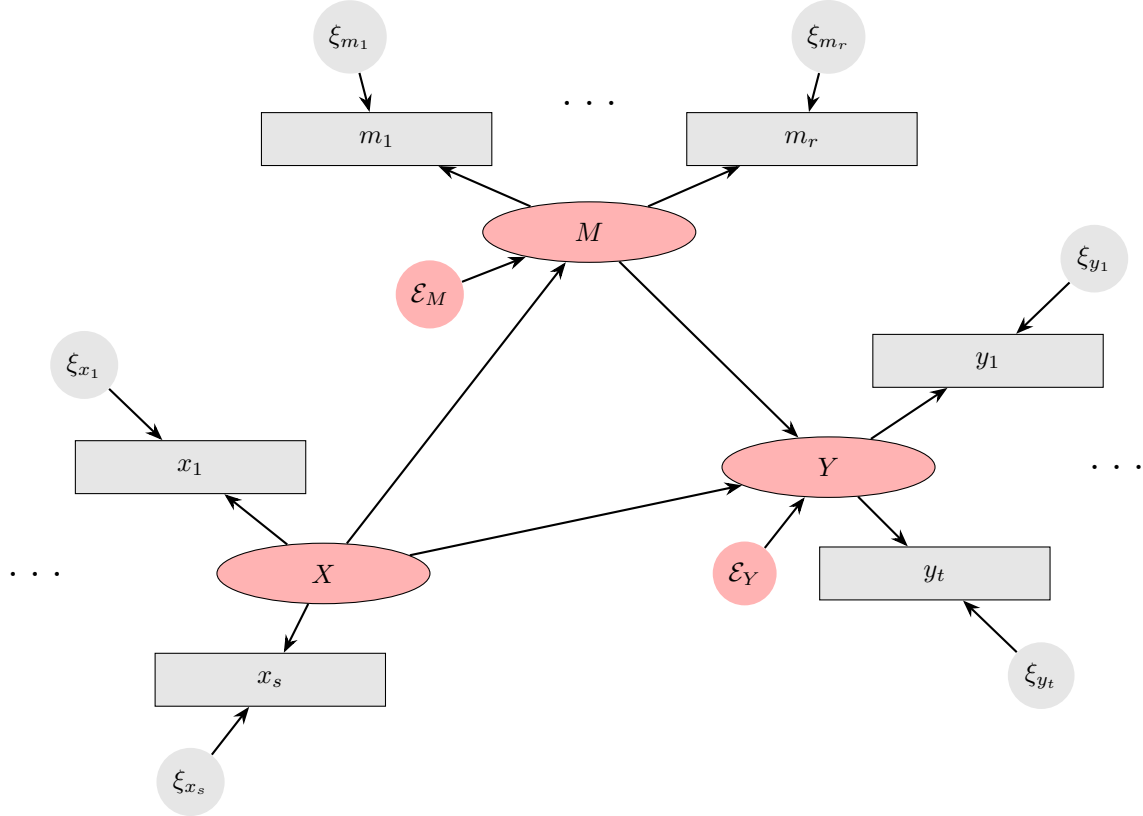 ξ_{m_1}
ξ_{m_r}
. . .
m_1
m_r
M
ξ_{y_1}
ℰ_M
ξ_{x_1}
y_1
x_1
Y
. . .
. . .
X
ℰ_Y
y_t
x_s
ξ_{y_t}
ξ_{x_s}